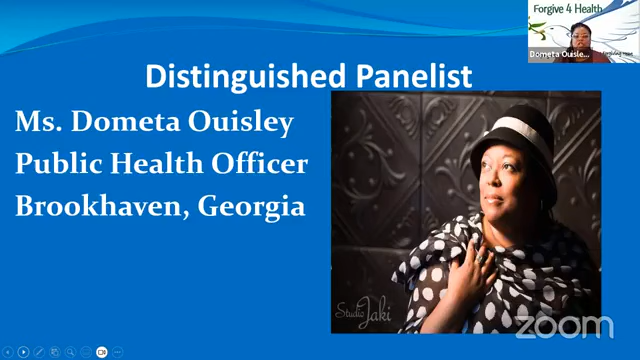 Forgive 4 Health
Dometa Ouisle...
Distinguished Panelist
Ms. Dometa Ouisley
Public Health Officer
Brookhaven, Georgia
Studio Jaki
zoom